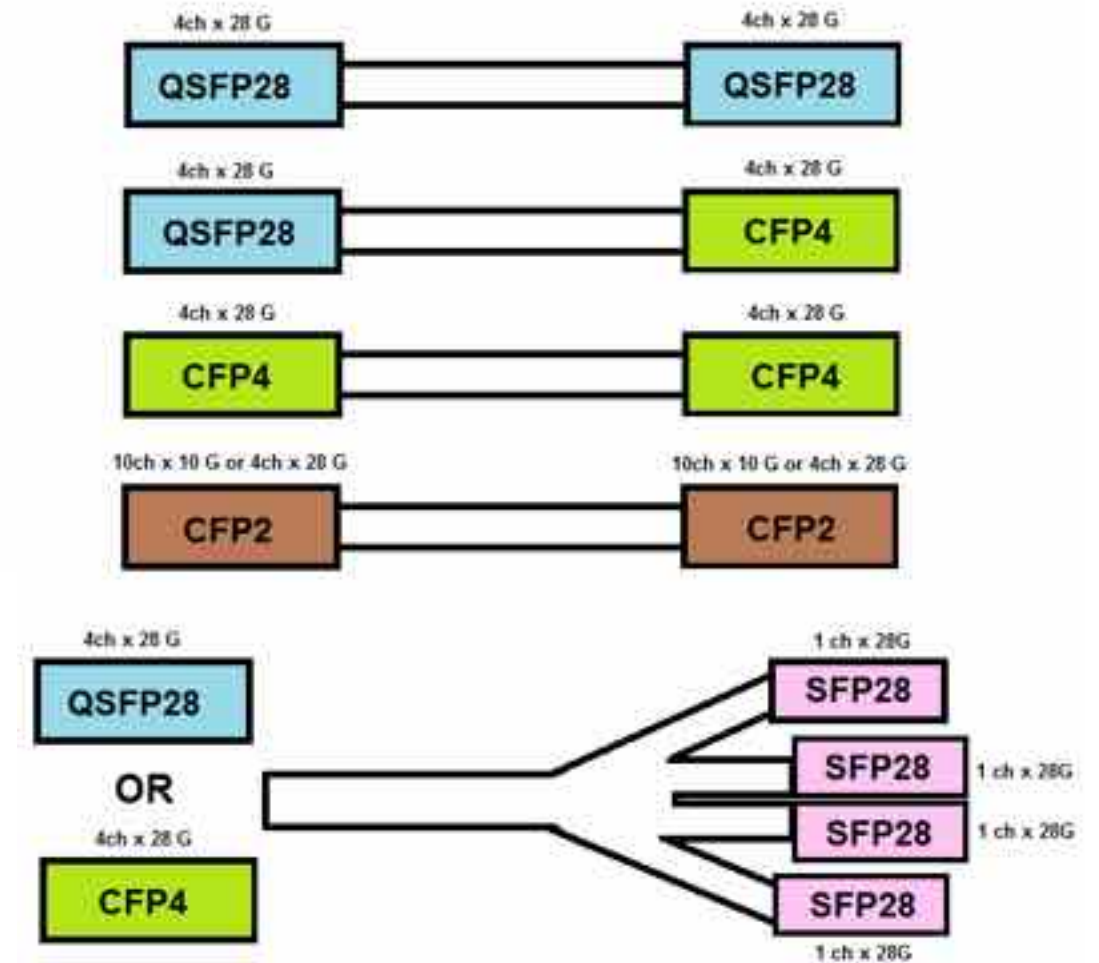 4ch x 28 G
4ch x 28 G
QSFP28
QSFP28
4ch x 28 G
4ch x 28 G
QSFP28
CFP4
4ch x 28 G
4ch x 28 G
CFP4
CFP4
10ch x 10 G or 4ch x 28 G
10ch x 10 G or 4ch x 28 G
CFP2
CFP2
4ch x 28 G
QSFP28
OR
4ch x 28 G
CFP4
1 ch x 28G
SFP28
SFP28
1 ch x 28G
SFP28
1 ch x 28G
SFP28
1 ch x 28G